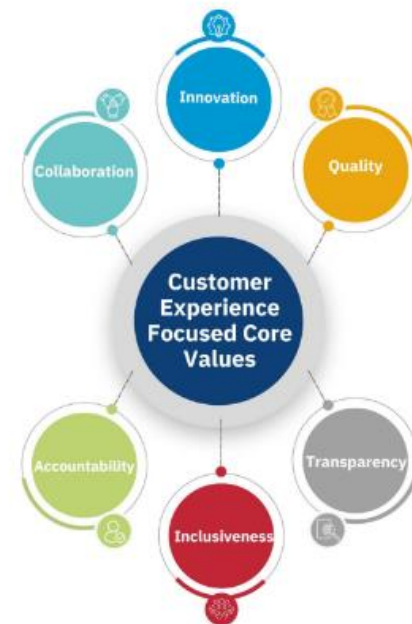 Innovation
Collaboration
Quality
Customer
Experience
Focused Core
Values
Accountability
Transparency
Inclusiveness